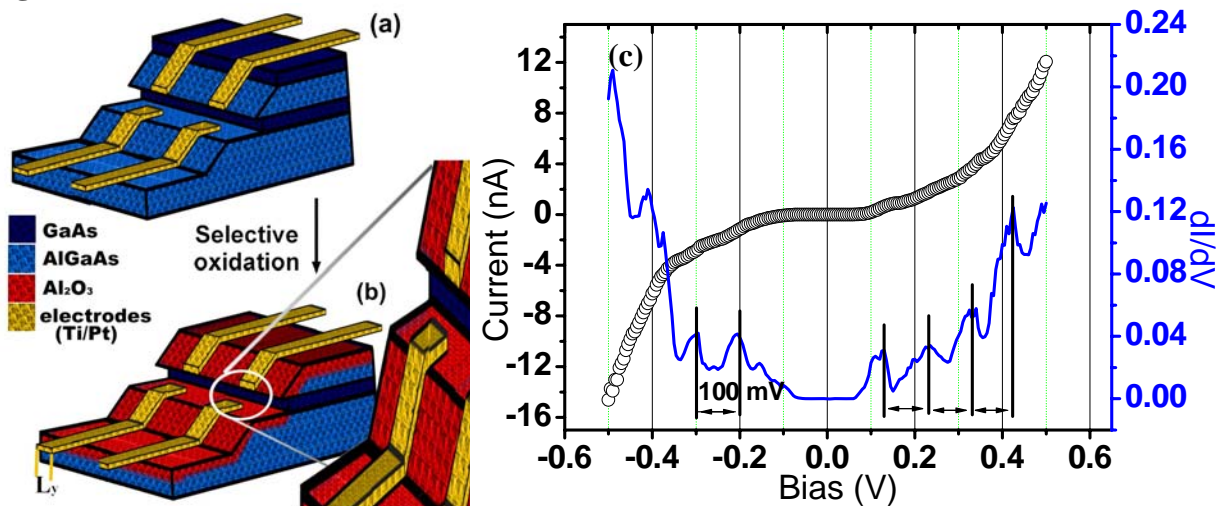 (a)
GaAs
AlGaAs
Al₂O₃
electrodes
(Ti/Pt)
Selective
oxidation
(b)
Ly
(c)
Current (nA)
12
8
4
0
-4
-8
-12
-16
-0.6
-0.4
-0.2
0.0
0.2
0.4
0.6
Bias (V)
100 mV
0.24
0.20
0.16
0.12
0.08
0.04
0.00
dI/dV